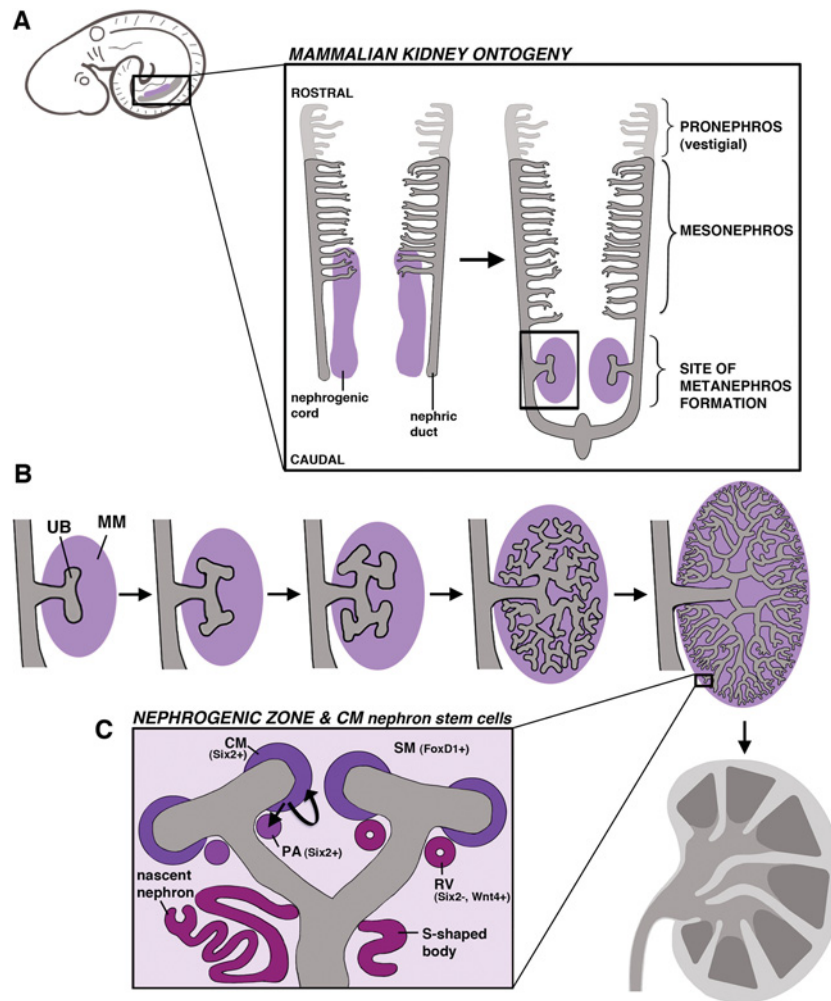 A
MAMMALIAN KIDNEY ONTOGENY
ROSTRAL
PRONEPHROS
(vestigial)
MESONEPHROS
SITE OF
METANEPHROS
FORMATION
nephrogenic
cord
nephric
duct
CAUDAL
B
UB
MM
NEPHROGENIC ZONE & CM nephron stem cells
C
CM
(Six2+)
SM (FoxD1+)
PA (Six2+)
RV
(Six2-, Wnt4+)
nascent
nephron
S-shaped
body